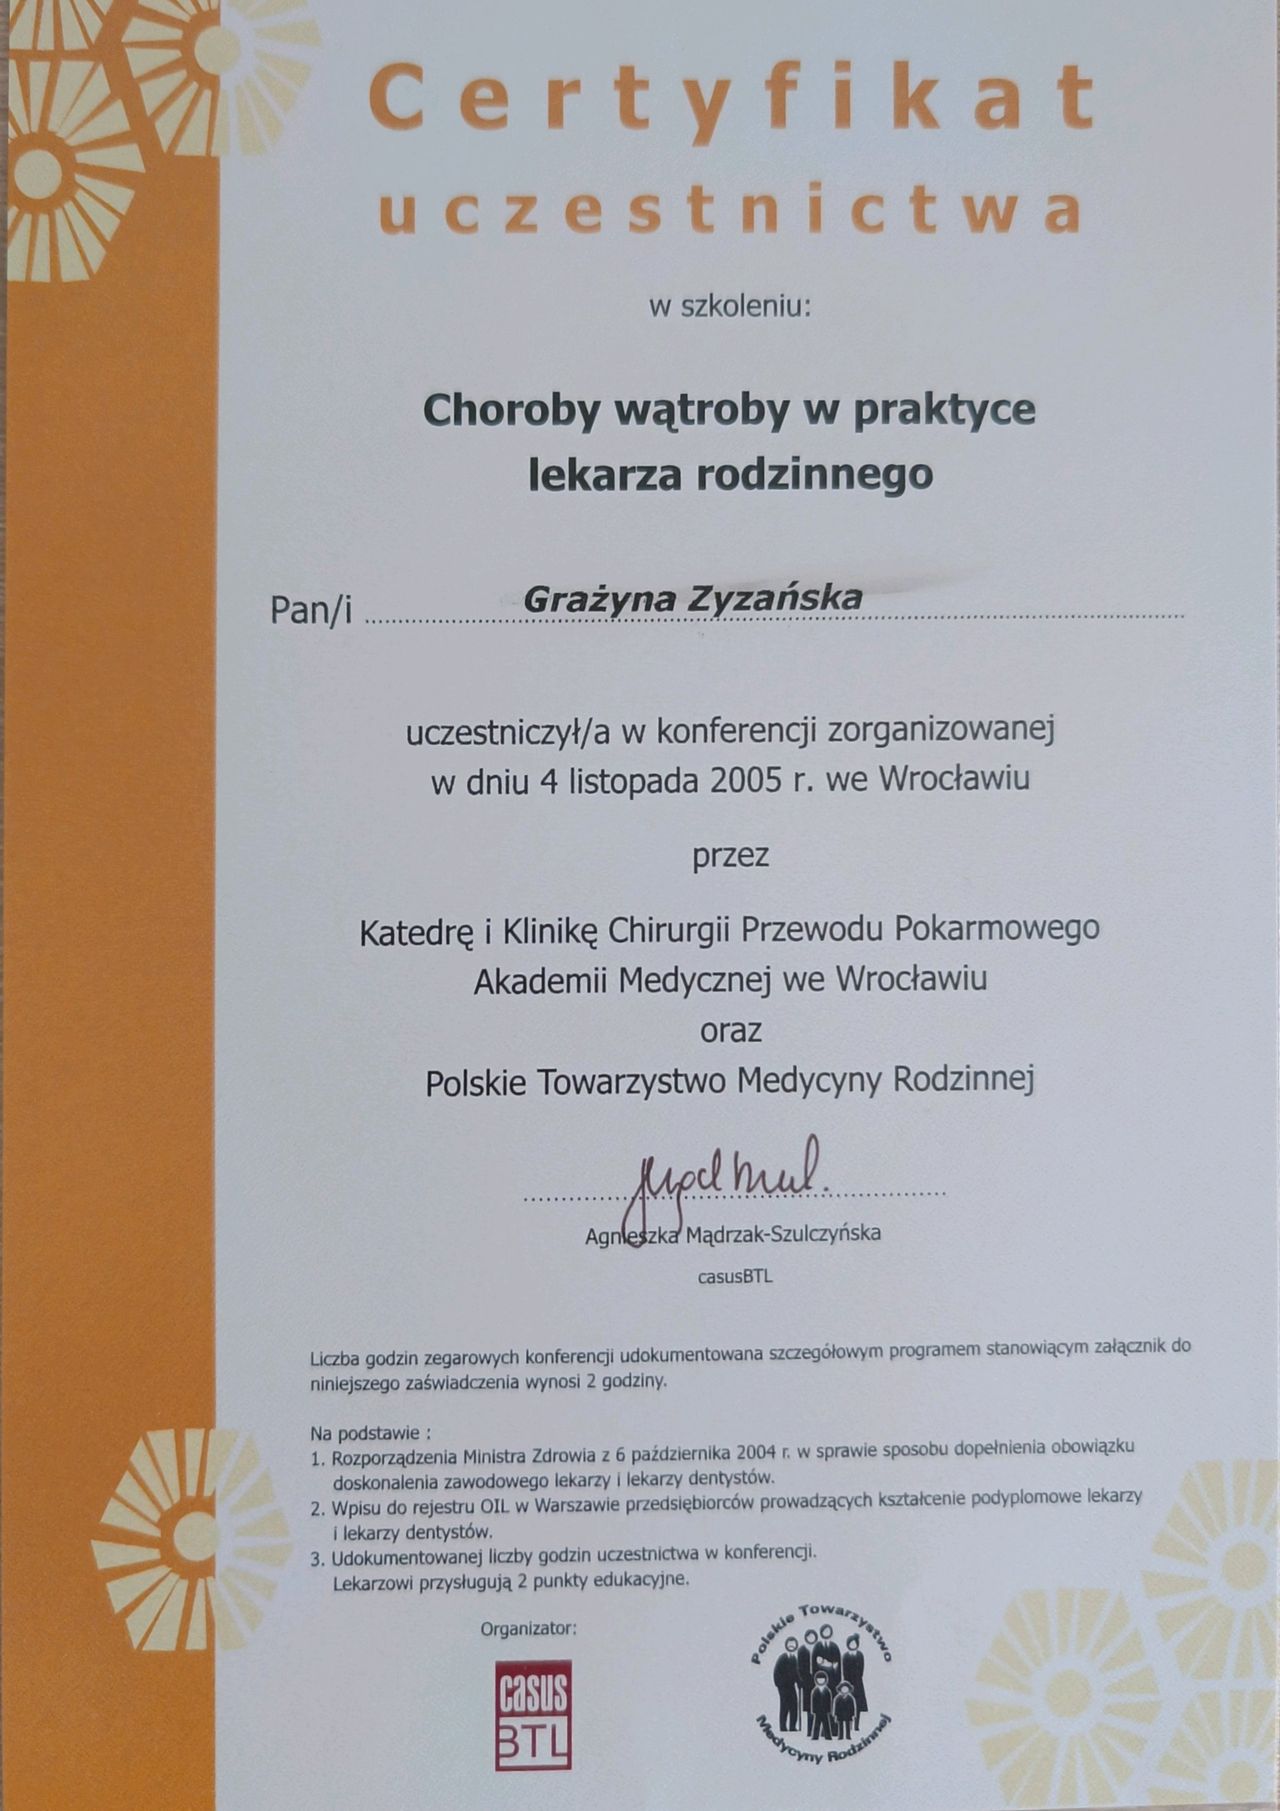 Certyfikat
uczestnictwa
w szkoleniu:
Choroby wątroby w praktyce
lekarza rodzinnego
Pan/i Grażyna Zyzańska
uczestniczył/a w konferencji zorganizowanej
w dniu 4 listopada 2005 r. we Wrocławiu
przez
Katedrę i Klinikę Chirurgii Przewodu Pokarmowego
Akademii Medycznej we Wrocławiu
oraz
Polskie Towarzystwo Medycyny Rodzinnej
Agnieszka Mądrzak-Szulczyńska
casusBTL
Liczba godzin zegarowych konferencji udokumentowana szczegółowym programem stanowiącym załącznik do
niniejszego zaświadczenia wynosi 2 godziny.
Na podstawie :
1. Rozporządzenia Ministra Zdrowia z 6 października 2004 r. w sprawie sposobu dopełnienia obowiązku
doskonalenia zawodowego lekarzy i lekarzy dentystów.
2. Wpisu do rejestru OIL w Warszawie przedsiębiorców prowadzących kształcenie podyplomowe lekarzy
i lekarzy dentystów.
3. Udokumentowanej liczby godzin uczestnictwa w konferencji.
Lekarzowi przysługują 2 punkty edukacyjne.
Organizator:
casus
BTL
Polskie Towarzystwo
Medycyny Rodzinnej